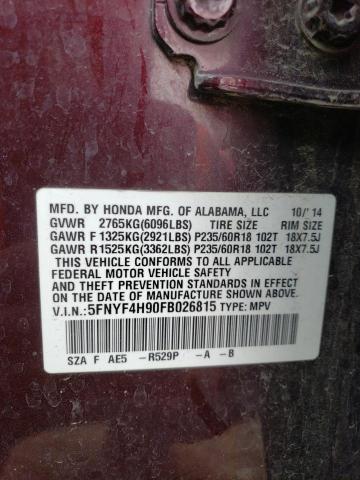 MFD. BY HONDA MFG. OF ALABAMA, LLC 10/'14
GVWR 2765KG(6096LBS) TIRE SIZE RIM SIZE
GAWR F 1325KG(2921LBS) P235/60R18 102T 18X7.5J
GAWR R1525KG(3362LBS) P235/60R18 102T 18X7.5J
THIS VEHICLE CONFORMS TO ALL APPLICABLE
FEDERAL MOTOR VEHICLE SAFETY AND
THEFT PREVENTION STANDARDS IN EFFECT ON
THE DATE OF MANUFACTURE SHOWN ABOVE.
V.I.N.: 5FNYF4H90FB026815 TYPE: MPV
SZA F AE5 -R529P -A -B